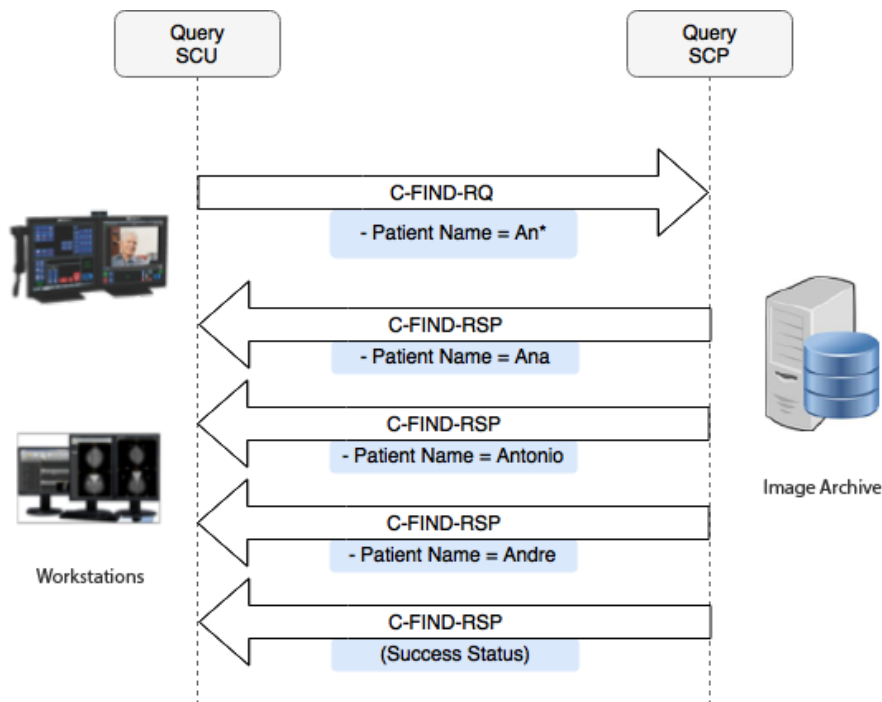 Query
SCU
Query
SCP
C-FIND-RQ
- Patient Name = An*
C-FIND-RSP
- Patient Name = Ana
C-FIND-RSP
- Patient Name = Antonio
Image Archive
C-FIND-RSP
- Patient Name = Andre
Workstations
C-FIND-RSP
(Success Status)